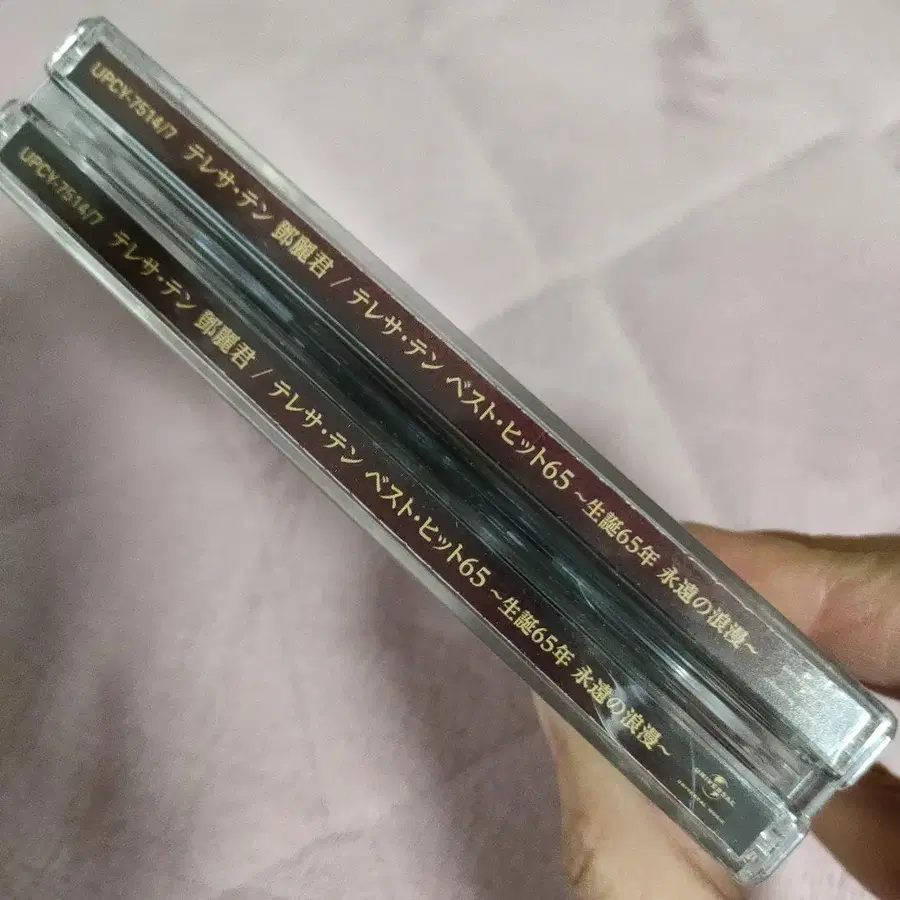 UPCY-7514/7 テレサ・テン 鄧麗君 / テレサ・テン ベスト・ヒット65 ~生誕65年 永遠の浪漫~
UPCY-7514/7 テレサ・テン 鄧麗君 / テレサ・テン ベスト・ヒット65 ~生誕65年 永遠の浪漫~
UNIVERSAL